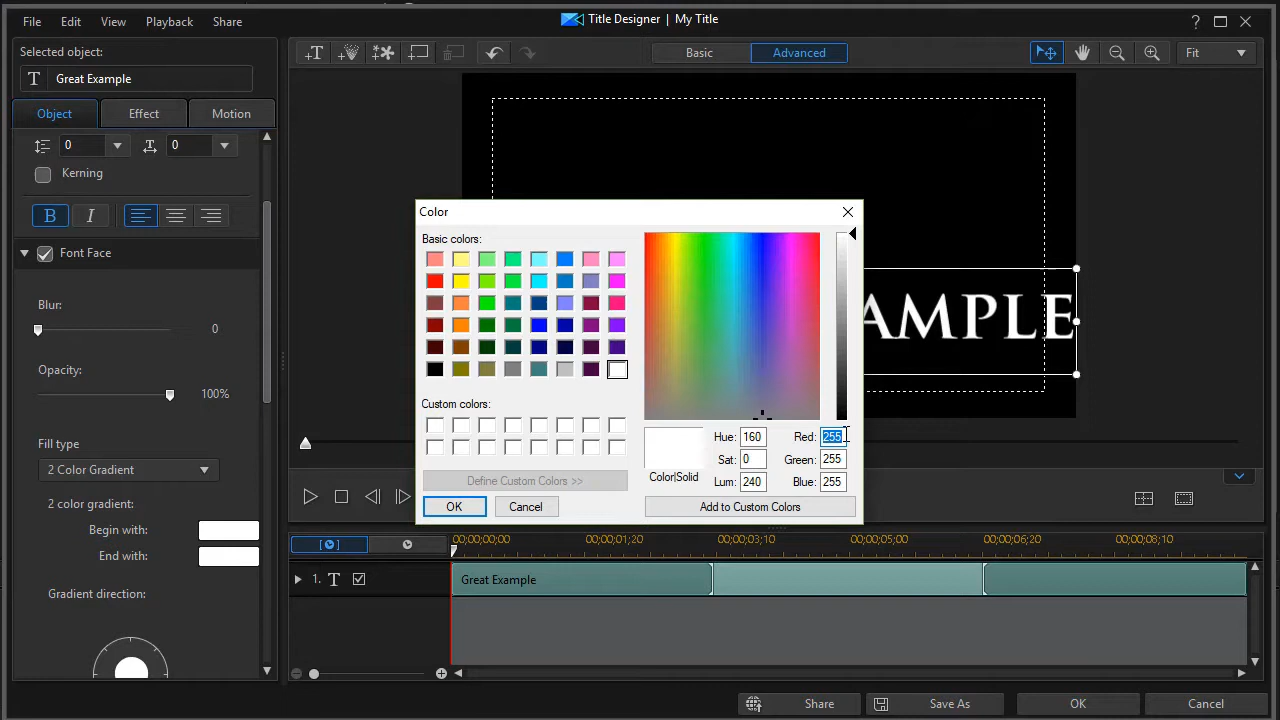 File Edit View Playback Share
Title Designer | My Title
?
Selected object:
T Great Example
Basic Advanced
Fit
Object Effect Motion
0 0
Kerning
B I
Font Face
Blur:
0
Opacity:
100%
Fill type
2 Color Gradient
2 color gradient:
Begin with:
End with:
Gradient direction:
AMPLE
Color
Basic colors:
Custom colors:
Define Custom Colors >>
OK Cancel
Hue: 160 Red: 255
Sat: 0 Green: 255
Color|Solid
Lum: 240 Blue: 255
Add to Custom Colors
00;00;00;00 00;00;01;20 00;00;03;10 00;00;05;00 00;00;06;20 00;00;08;10
1. T Great Example
Share Save As OK Cancel